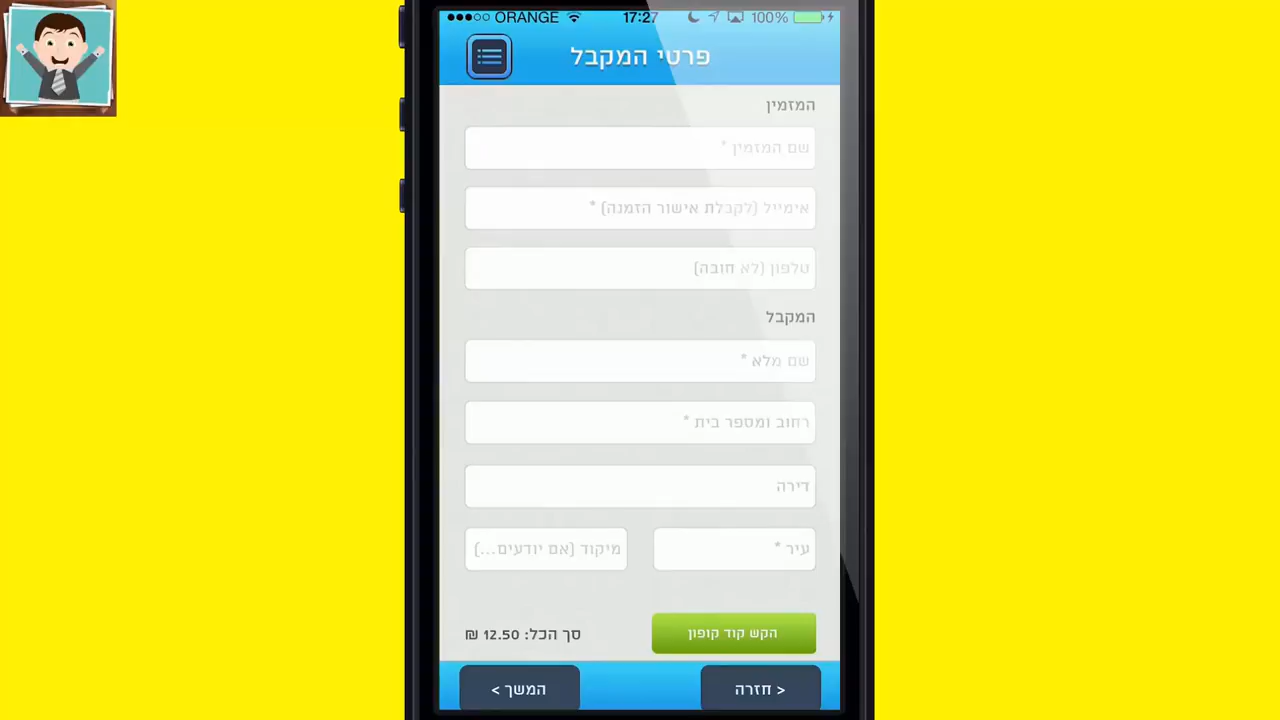 ORANGE 17:27 100%
פרטי המקבל
המזמין
שם המזמין *
אימייל (לקבלת אישור הזמנה) *
טלפון (לא חובה)
המקבל
שם מלא *
רחוב ומספר בית *
דירה
עיר *
מיקוד (אם יודעים...)
הקש קוד קופון
סך הכל: 12.50 ₪
< חזרה
המשך >